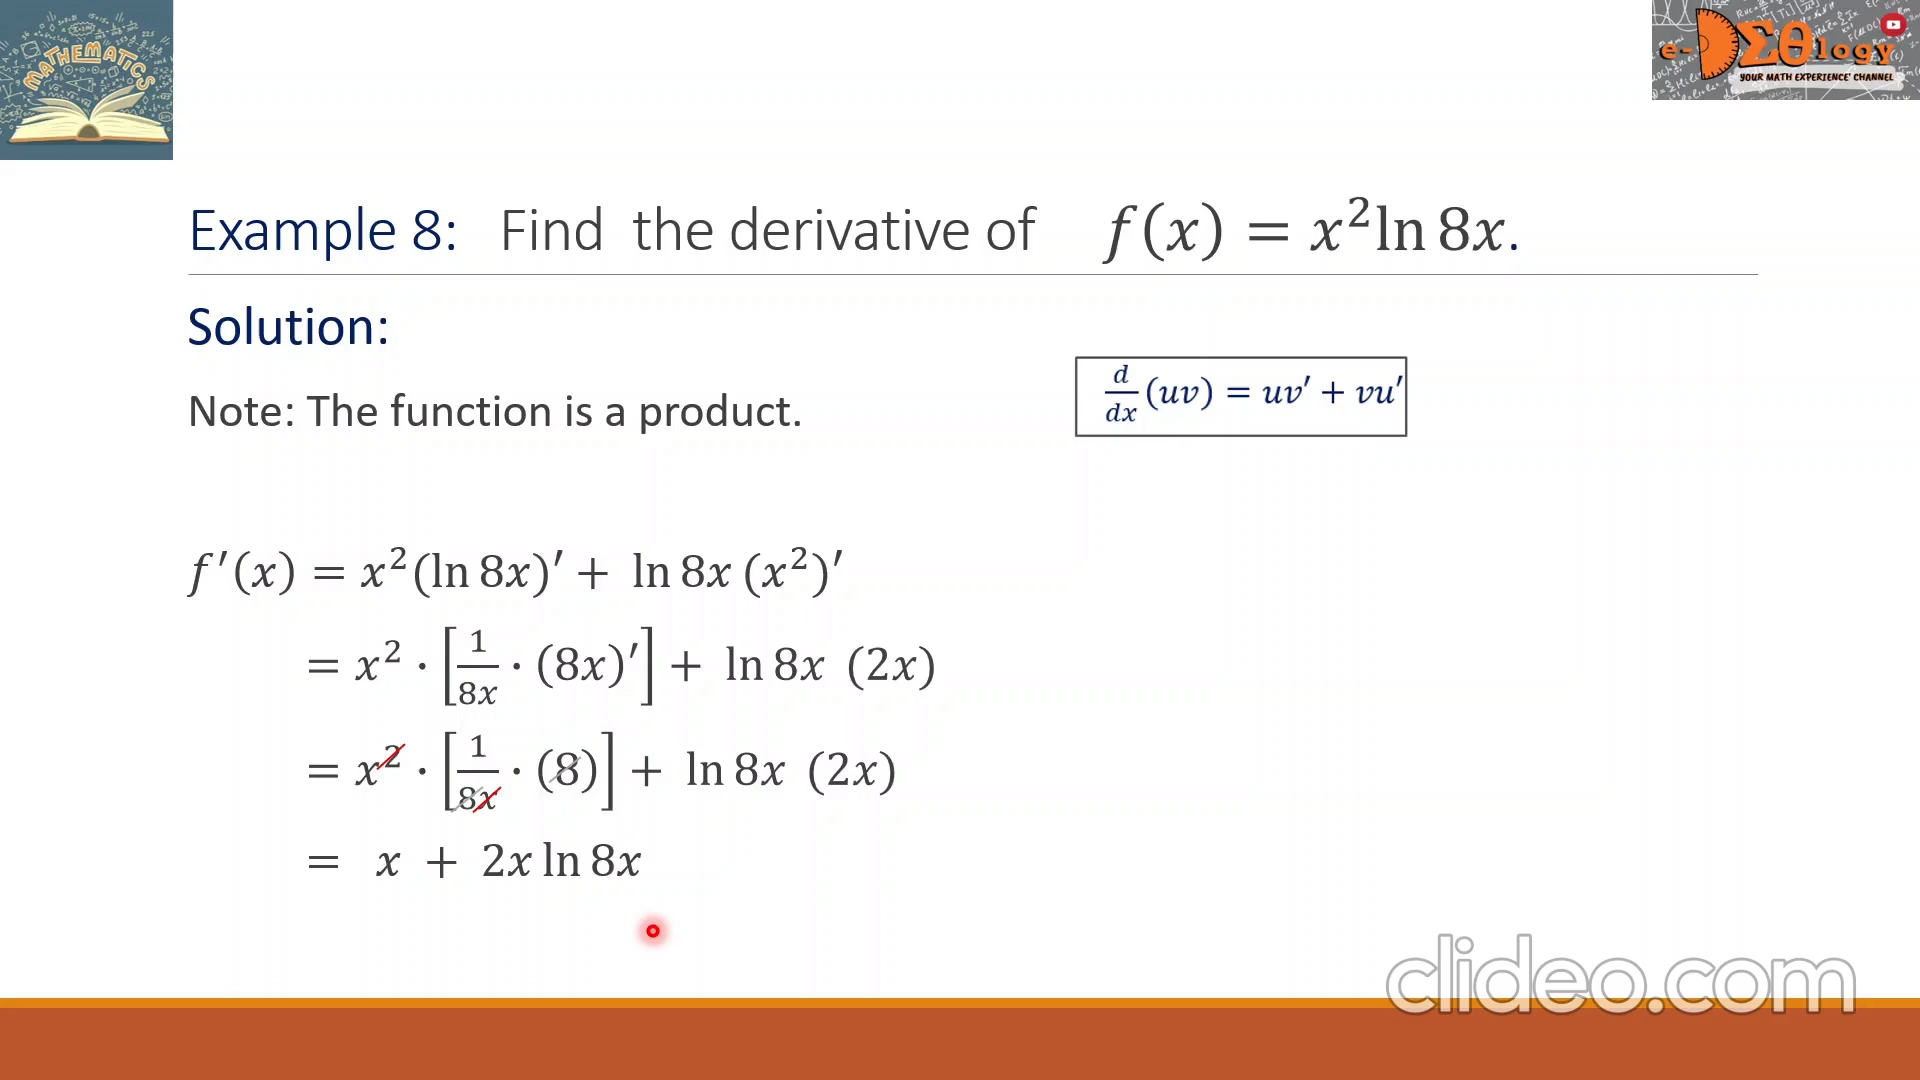 MATHEMATICS
e-DΣθlogy
YOUR MATH EXPERIENCE' CHANNEL
Example 8: Find the derivative of f(x) = x²ln 8x.
Solution:
d/dx (uv) = uv′ + vu′
Note: The function is a product.
f′(x) = x²(ln 8x)′ + ln 8x (x²)′
= x² · [1/8x · (8x)′] + ln 8x (2x)
= x² · [1/8x · (8)] + ln 8x (2x)
= x + 2x ln 8x
clideo.com